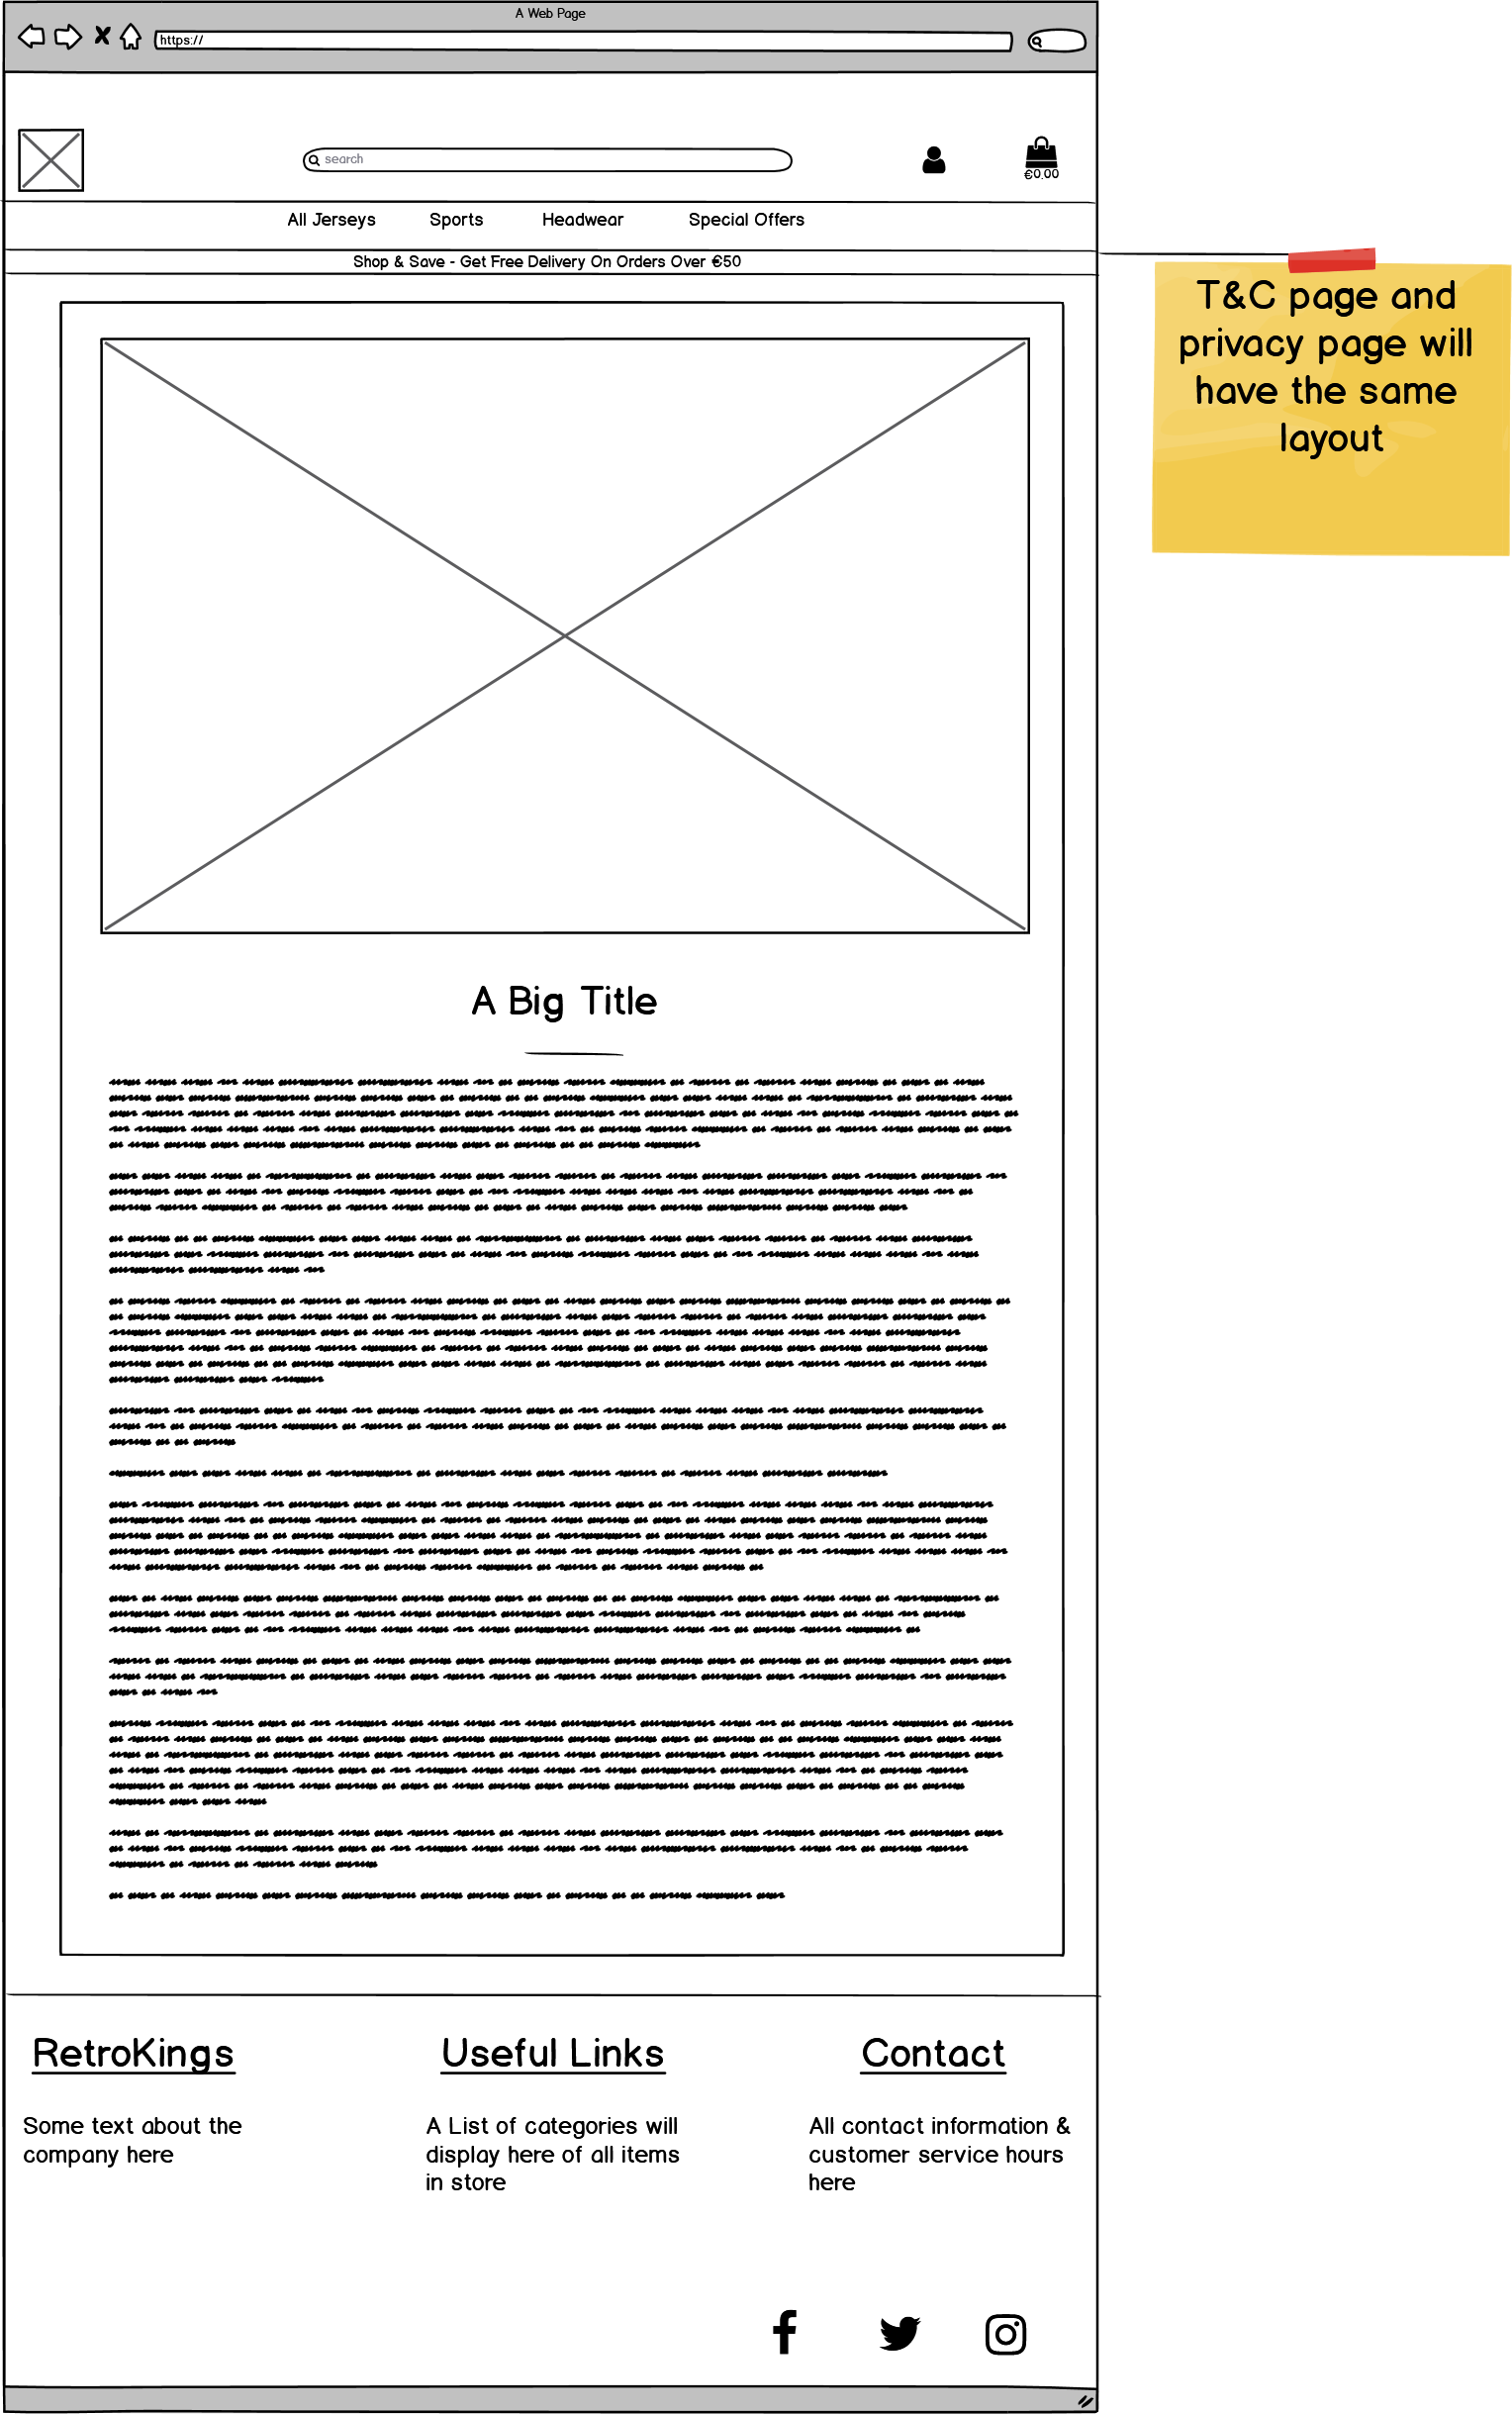 A Web Page
https://
search
€0.00
All Jerseys Sports Headwear Special Offers
Shop & Save - Get Free Delivery On Orders Over €50
T&C page and
privacy page will
have the same
layout
A Big Title
RetroKings
Some text about the
company here
Useful Links
A List of categories will
display here of all items
in store
Contact
All contact information &
customer service hours
here